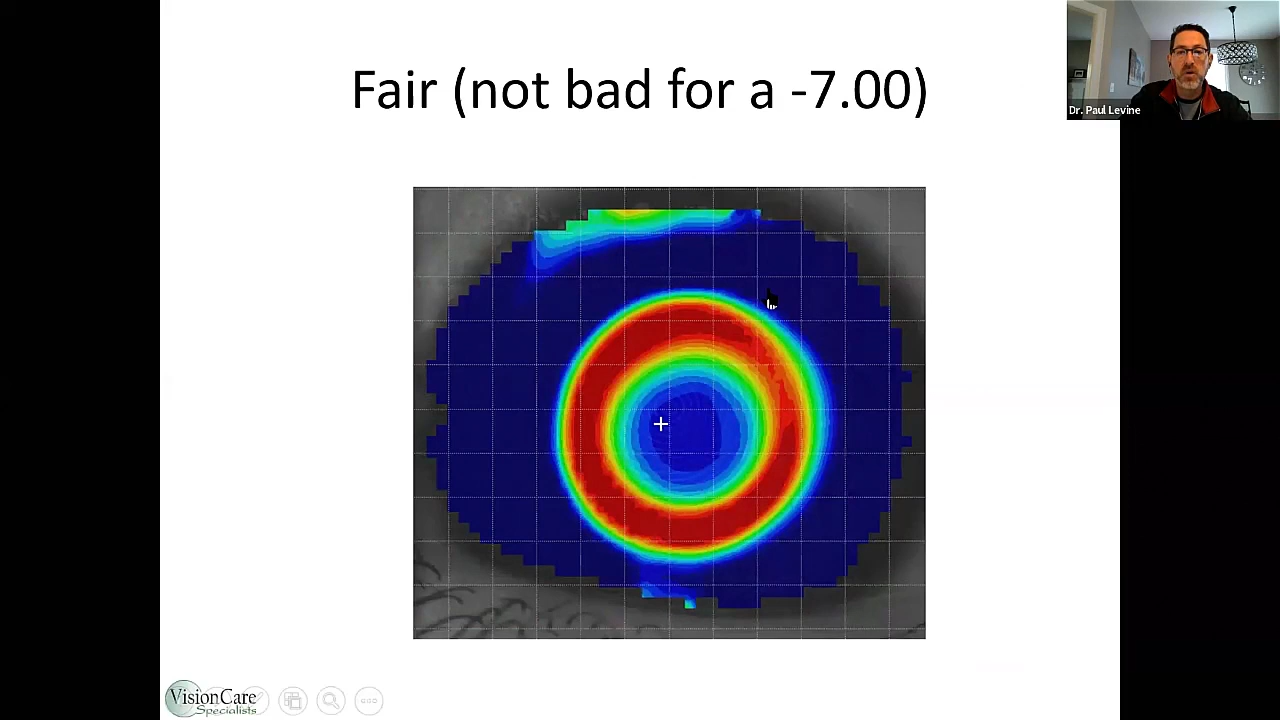 Fair (not bad for a -7.00)
Dr. Paul Levine
VisionCare
Specialists